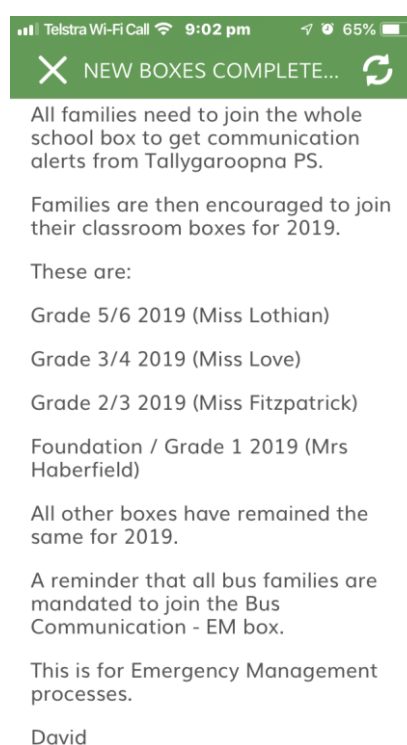 Telstra Wi-Fi Call 9:02 pm 65%
NEW BOXES COMPLETE...
All families need to join the whole
school box to get communication
alerts from Tallygaroopna PS.
Families are then encouraged to join
their classroom boxes for 2019.
These are:
Grade 5/6 2019 (Miss Lothian)
Grade 3/4 2019 (Miss Love)
Grade 2/3 2019 (Miss Fitzpatrick)
Foundation / Grade 1 2019 (Mrs
Haberfield)
All other boxes have remained the
same for 2019.
A reminder that all bus families are
mandated to join the Bus
Communication - EM box.
This is for Emergency Management
processes.
David